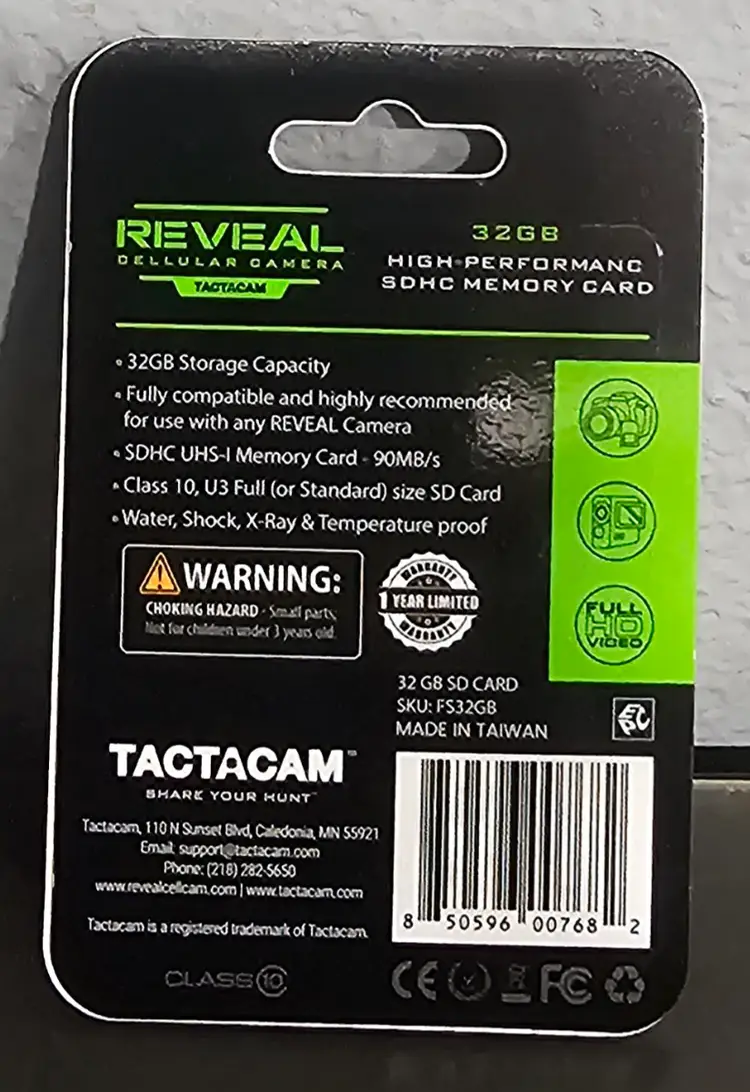 REVEAL
CELLULAR CAMERA
TACTACAM
32GB
HIGH-PERFORMANC
SDHC MEMORY CARD
• 32GB Storage Capacity
• Fully compatible and highly recommended
for use with any REVEAL Camera
• SDHC UHS-I Memory Card - 90MB/s
• Class 10, U3 Full (or Standard) size SD Card
• Water, Shock, X-Ray & Temperature proof
FULL
HD
VIDEO
WARNING:
CHOKING HAZARD - Small parts,
Not for children under 3 years old.
WARRANTY
1 YEAR LIMITED
WARRANTY
32 GB SD CARD
SKU: FS32GB
MADE IN TAIWAN
TACTACAM™
SHARE YOUR HUNT™
Tactacam, 110 N Sunset Blvd, Caledonia, MN 55921
Email: support@tactacam.com
Phone: (218) 282-5650
www.revealcellcam.com | www.tactacam.com
Tactacam is a registered trademark of Tactacam.
8 50596 00768 2
CLASS 10
CE FC